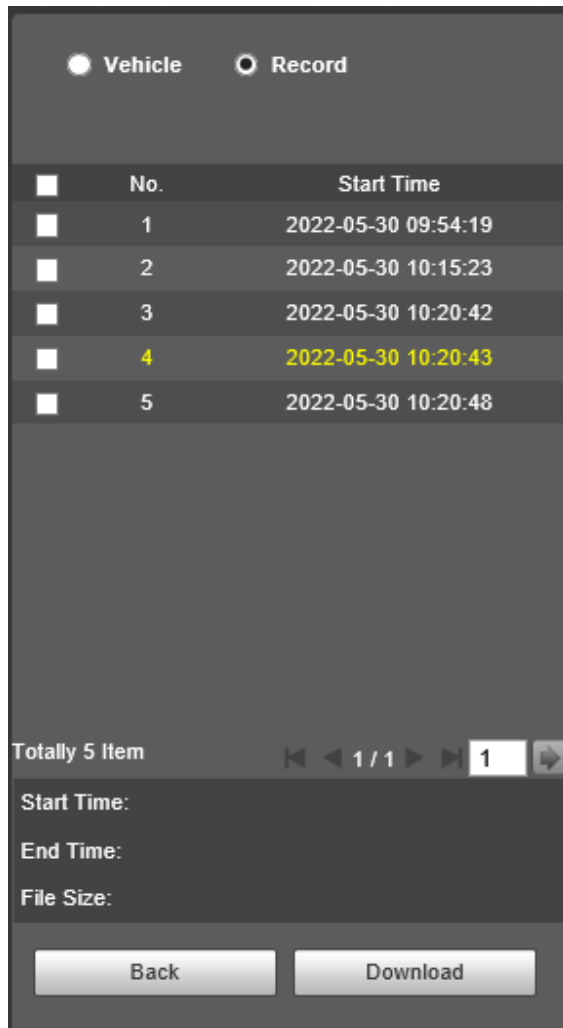 Vehicle Record
No. Start Time
1 2022-05-30 09:54:19
2 2022-05-30 10:15:23
3 2022-05-30 10:20:42
4 2022-05-30 10:20:43
5 2022-05-30 10:20:48
Totally 5 Item 1 / 1 1
Start Time:
End Time:
File Size:
Back Download